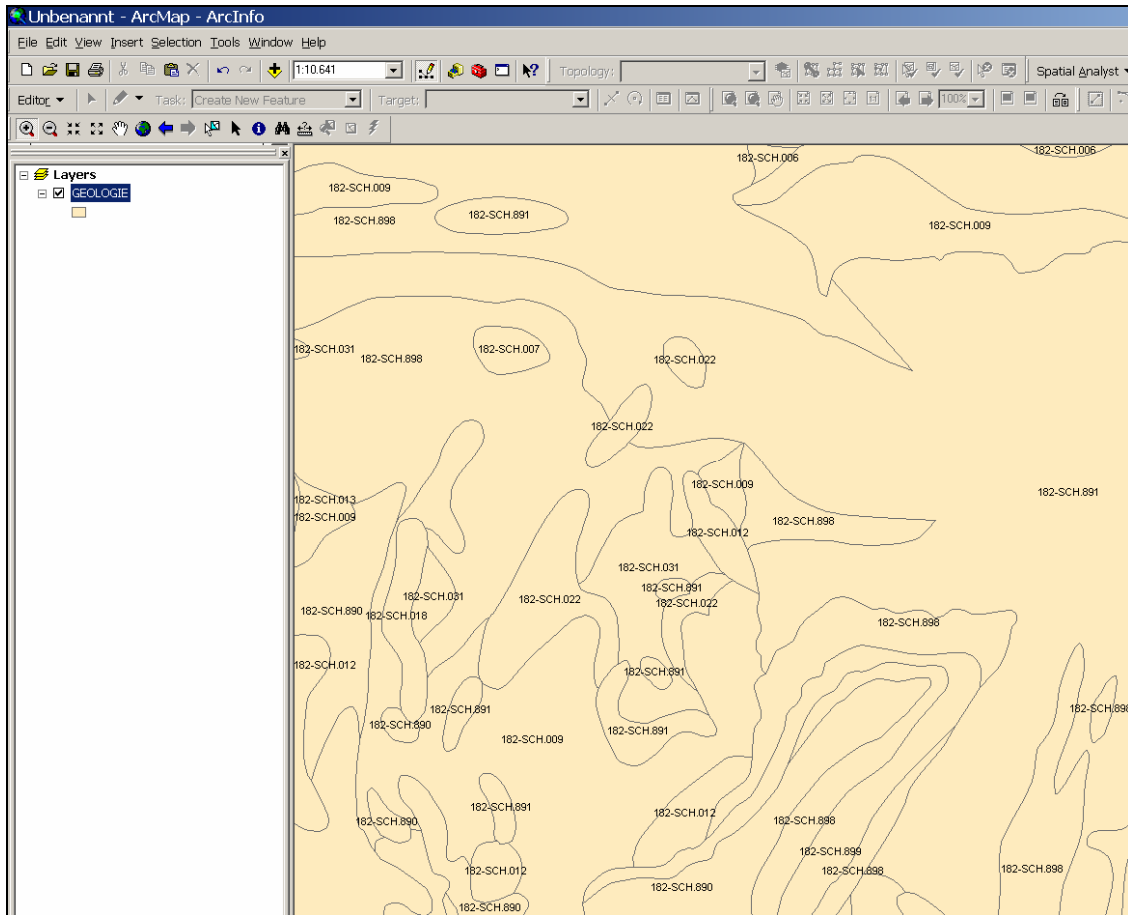 Unbenannt - ArcMap - ArcInfo
File Edit View Insert Selection Tools Window Help
1:10.641 Topology: Spatial Analyst
Editor Task: Create New Feature Target: 100%
Layers
GEOLOGIE
182-SCH.006
182-SCH.006
182-SCH.009
182-SCH.898
182-SCH.891
182-SCH.009
182-SCH.031
182-SCH.898
182-SCH.007
182-SCH.022
182-SCH.022
182-SCH.009
182-SCH.891
182-SCH.013
182-SCH.009
182-SCH.898
182-SCH.012
182-SCH.031
182-SCH.891
182-SCH.022
182-SCH.031
182-SCH.022
182-SCH.890
182-SCH.018
182-SCH.898
182-SCH.012
182-SCH.891
182-SCH.891
182-SCH.898
182-SCH.890
182-SCH.891
182-SCH.009
182-SCH.891
182-SCH.012
182-SCH.890
182-SCH.898
182-SCH.899
182-SCH.012
182-SCH.898
182-SCH.898
182-SCH.890
182-SCH.890